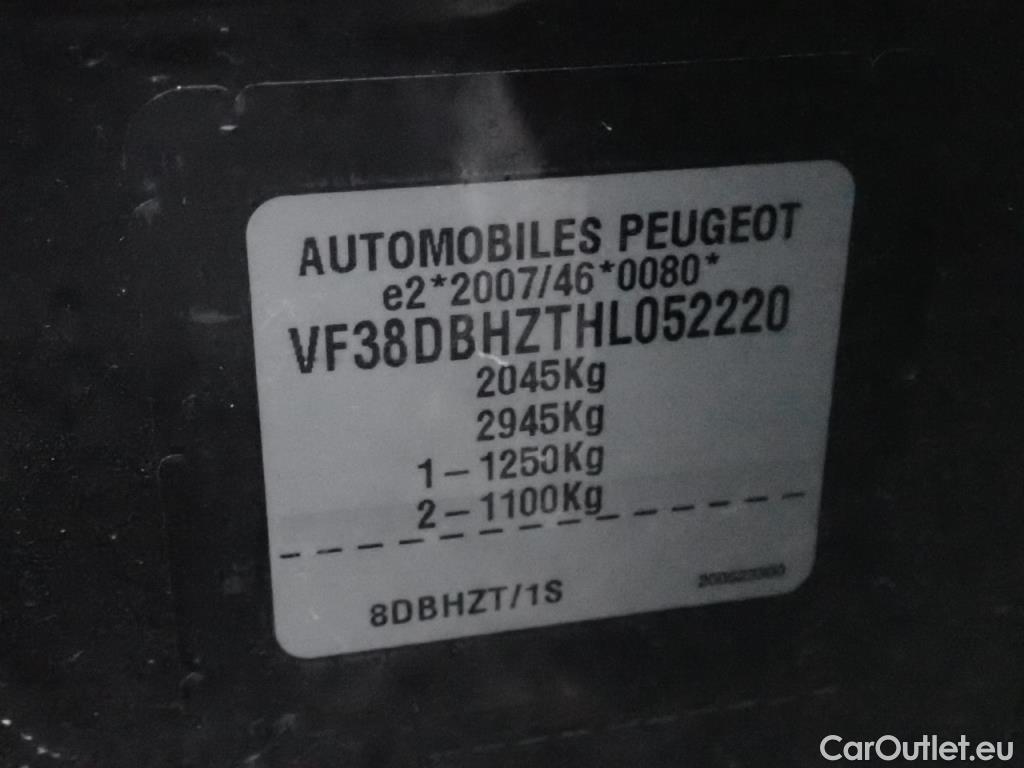 AUTOMOBILES PEUGEOT
e2*2007/46*0080*
VF38DBHZTHL052220
2045Kg
2945Kg
1-1250Kg
2-1100Kg
8DBHZT/1S
CarOutlet.eu